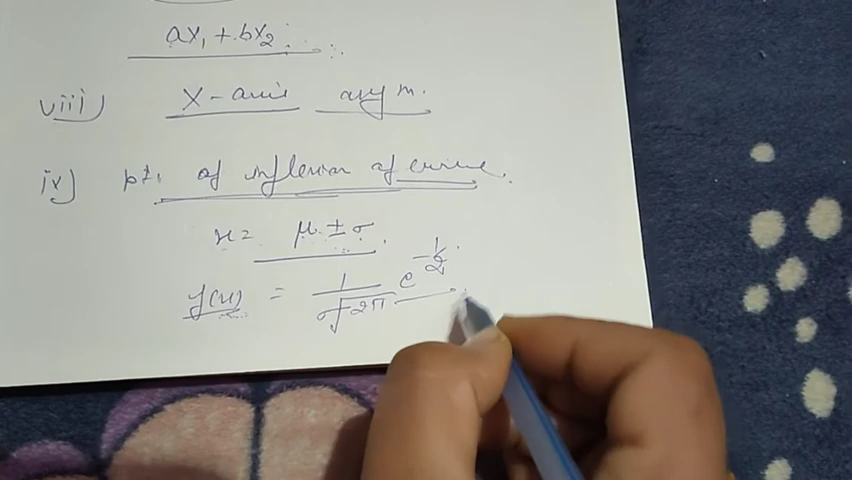 ax₁ + bx₂
viii) X-axis asym.
ix) pt. of inflexion of curve.
x = μ ± σ
f(x) = 1/(σ√2π) e^(-1/2)